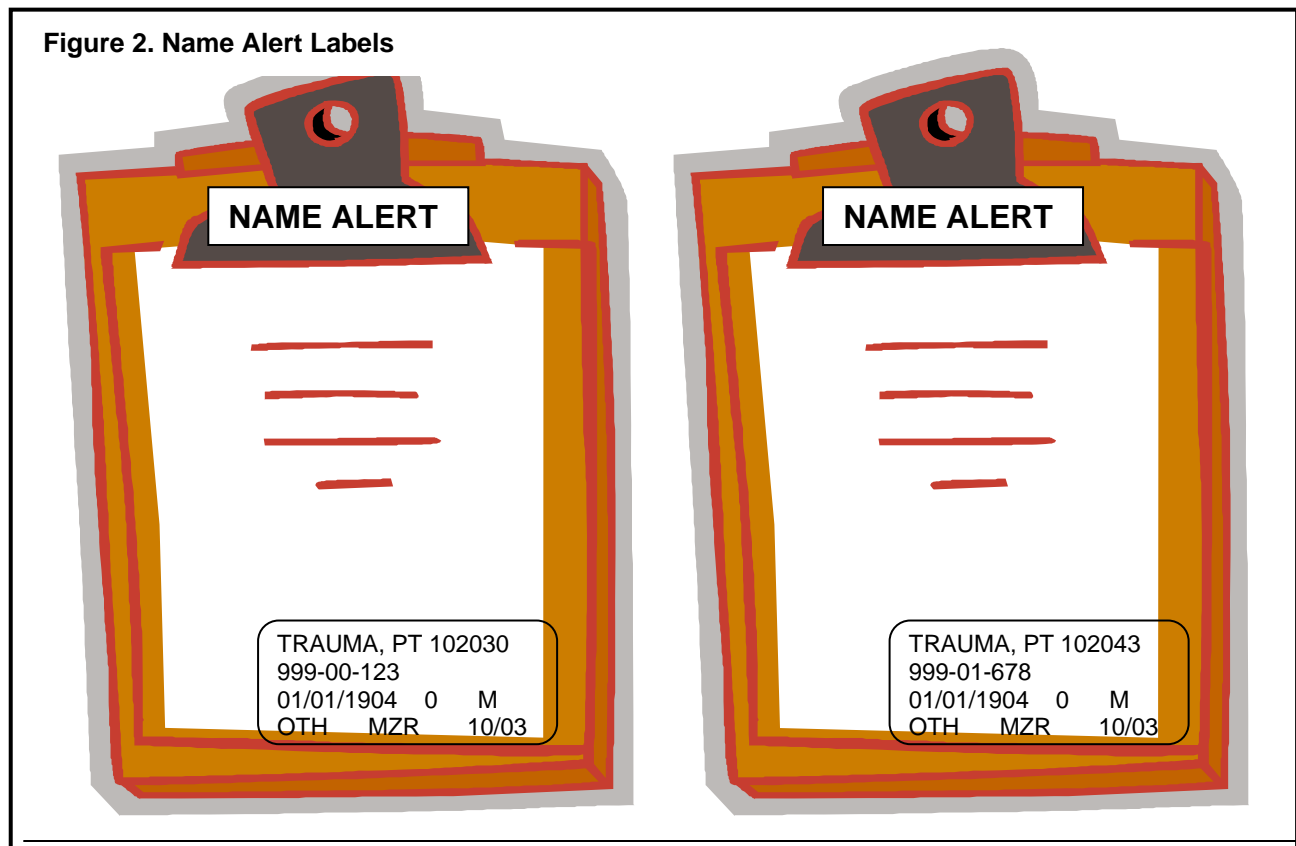 Figure 2. Name Alert Labels
NAME ALERT
TRAUMA, PT 102030
999-00-123
01/01/1904 0 M
OTH MZR 10/03
NAME ALERT
TRAUMA, PT 102043
999-01-678
01/01/1904 0 M
OTH MZR 10/03